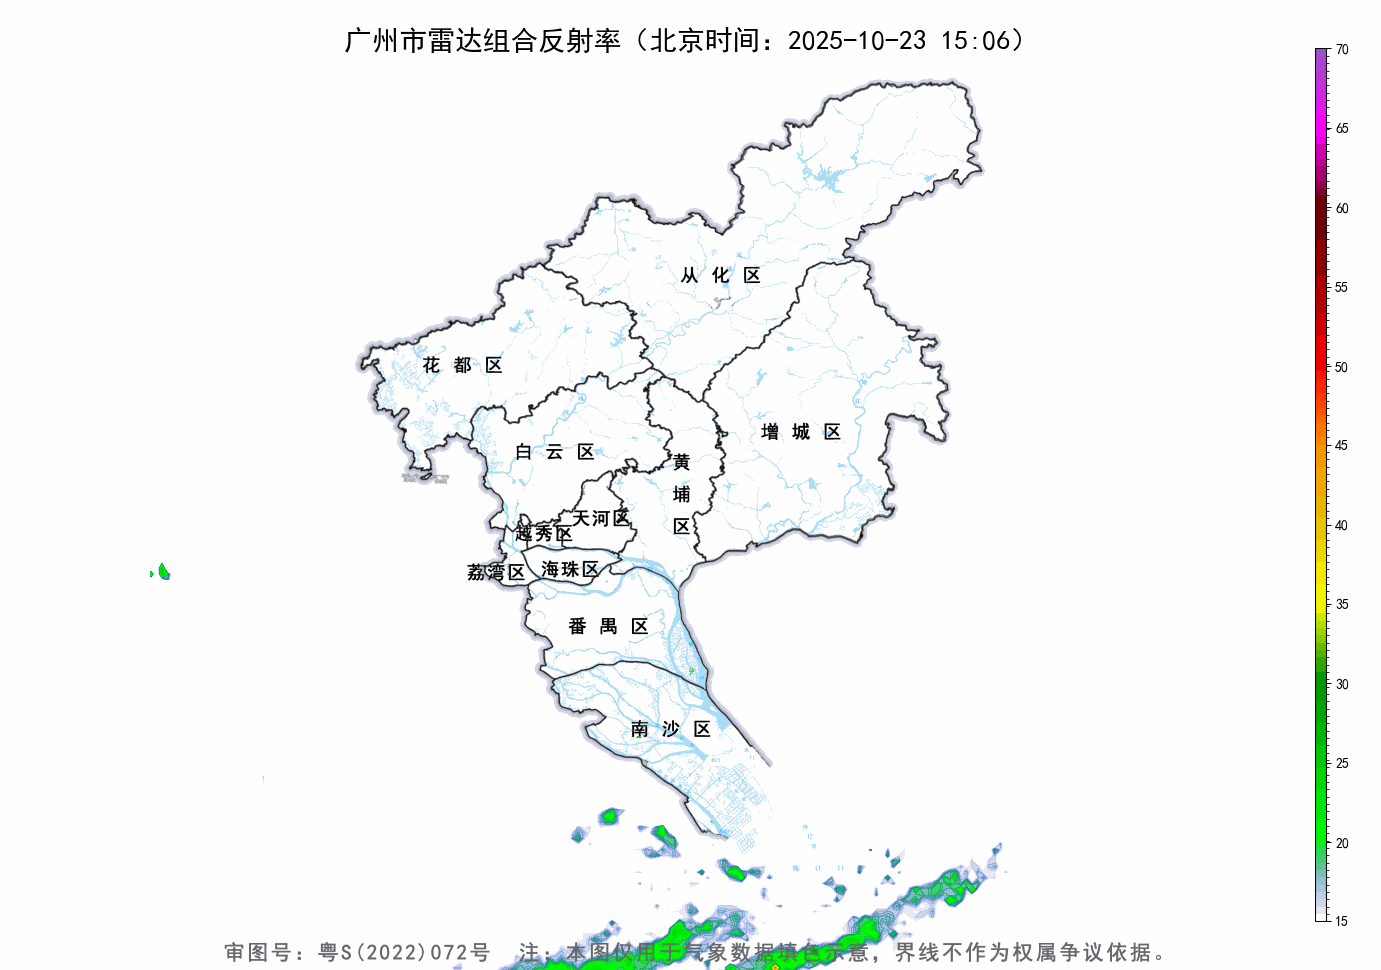 广州市雷达组合反射率（北京时间：2025-10-23 15:06）
70
65
60
55
50
45
40
35
30
25
20
15
从化区
花都区
增城区
白云区
黄埔区
天河区
越秀区
荔湾区
海珠区
番禺区
南沙区
审图号：粤S(2022)072号 注：本图仅用于气象数据填色示意，界线不作为权属争议依据。